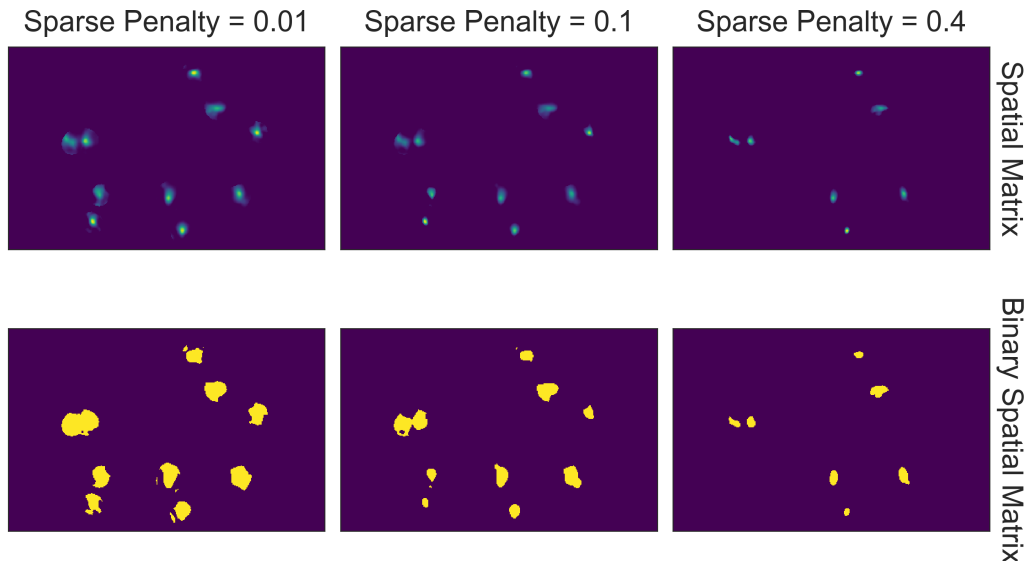 Sparse Penalty = 0.01
Sparse Penalty = 0.1
Sparse Penalty = 0.4
Spatial Matrix
Binary Spatial Matrix